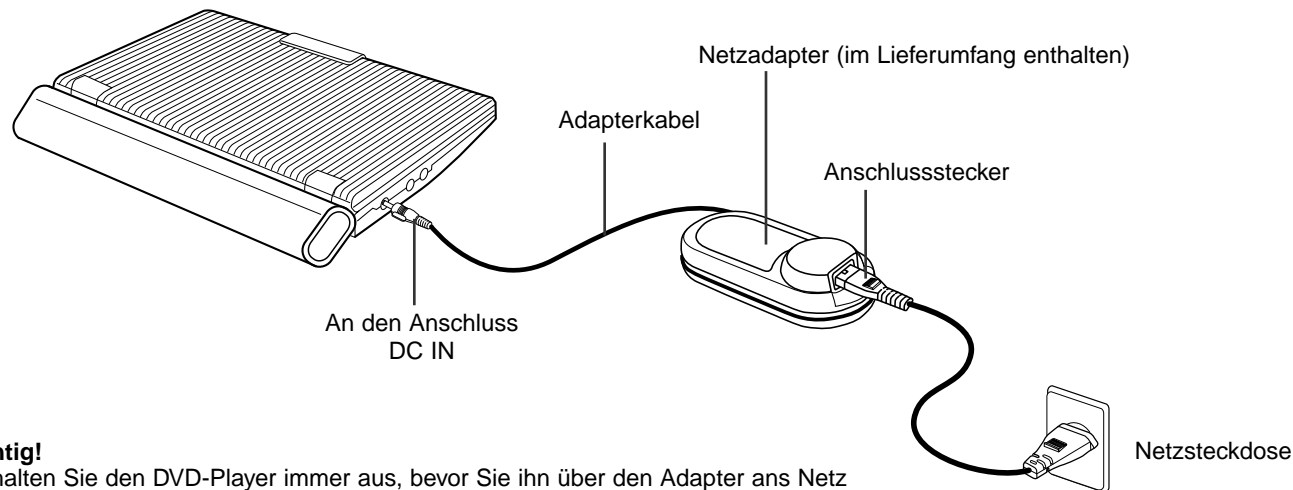 Netzadapter (im Lieferumfang enthalten)
Adapterkabel
Anschlussstecker
An den Anschluss
DC IN
Netzsteckdose
htig!
halten Sie den DVD-Player immer aus, bevor Sie ihn über den Adapter ans Netz